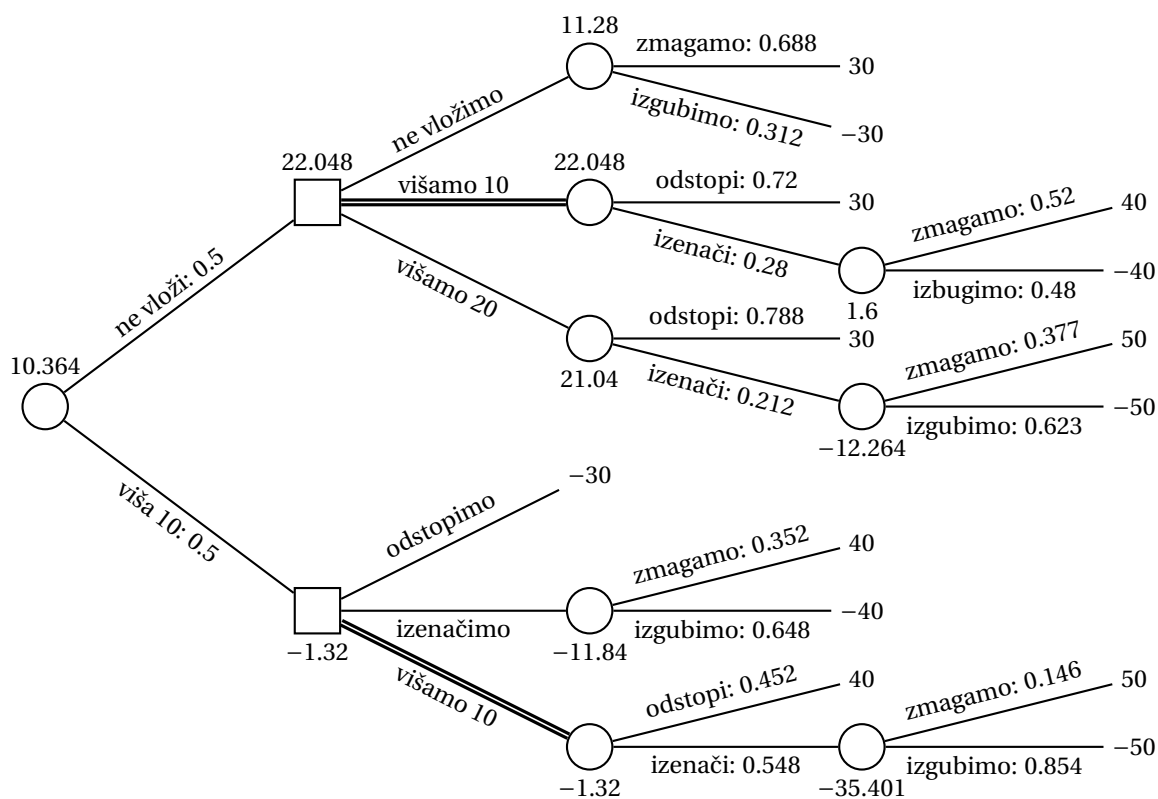 11.28
zmagamo: 0.688
30
ne vložimo
izgubimo: 0.312
−30
22.048
višamo 10
22.048
odstopi: 0.72
30
zmagamo: 0.52
40
izenači: 0.28
−40
izbugimo: 0.48
1.6
ne vloži: 0.5
višamo 20
odstopi: 0.788
30
21.04
izenači: 0.212
zmagamo: 0.377
50
−50
izgubimo: 0.623
−12.264
10.364
viša 10: 0.5
odstopimo
−30
zmagamo: 0.352
40
izenačimo
−40
izgubimo: 0.648
−11.84
−1.32
višamo 10
odstopi: 0.452
40
zmagamo: 0.146
50
izenači: 0.548
−50
izgubimo: 0.854
−1.32
−35.401